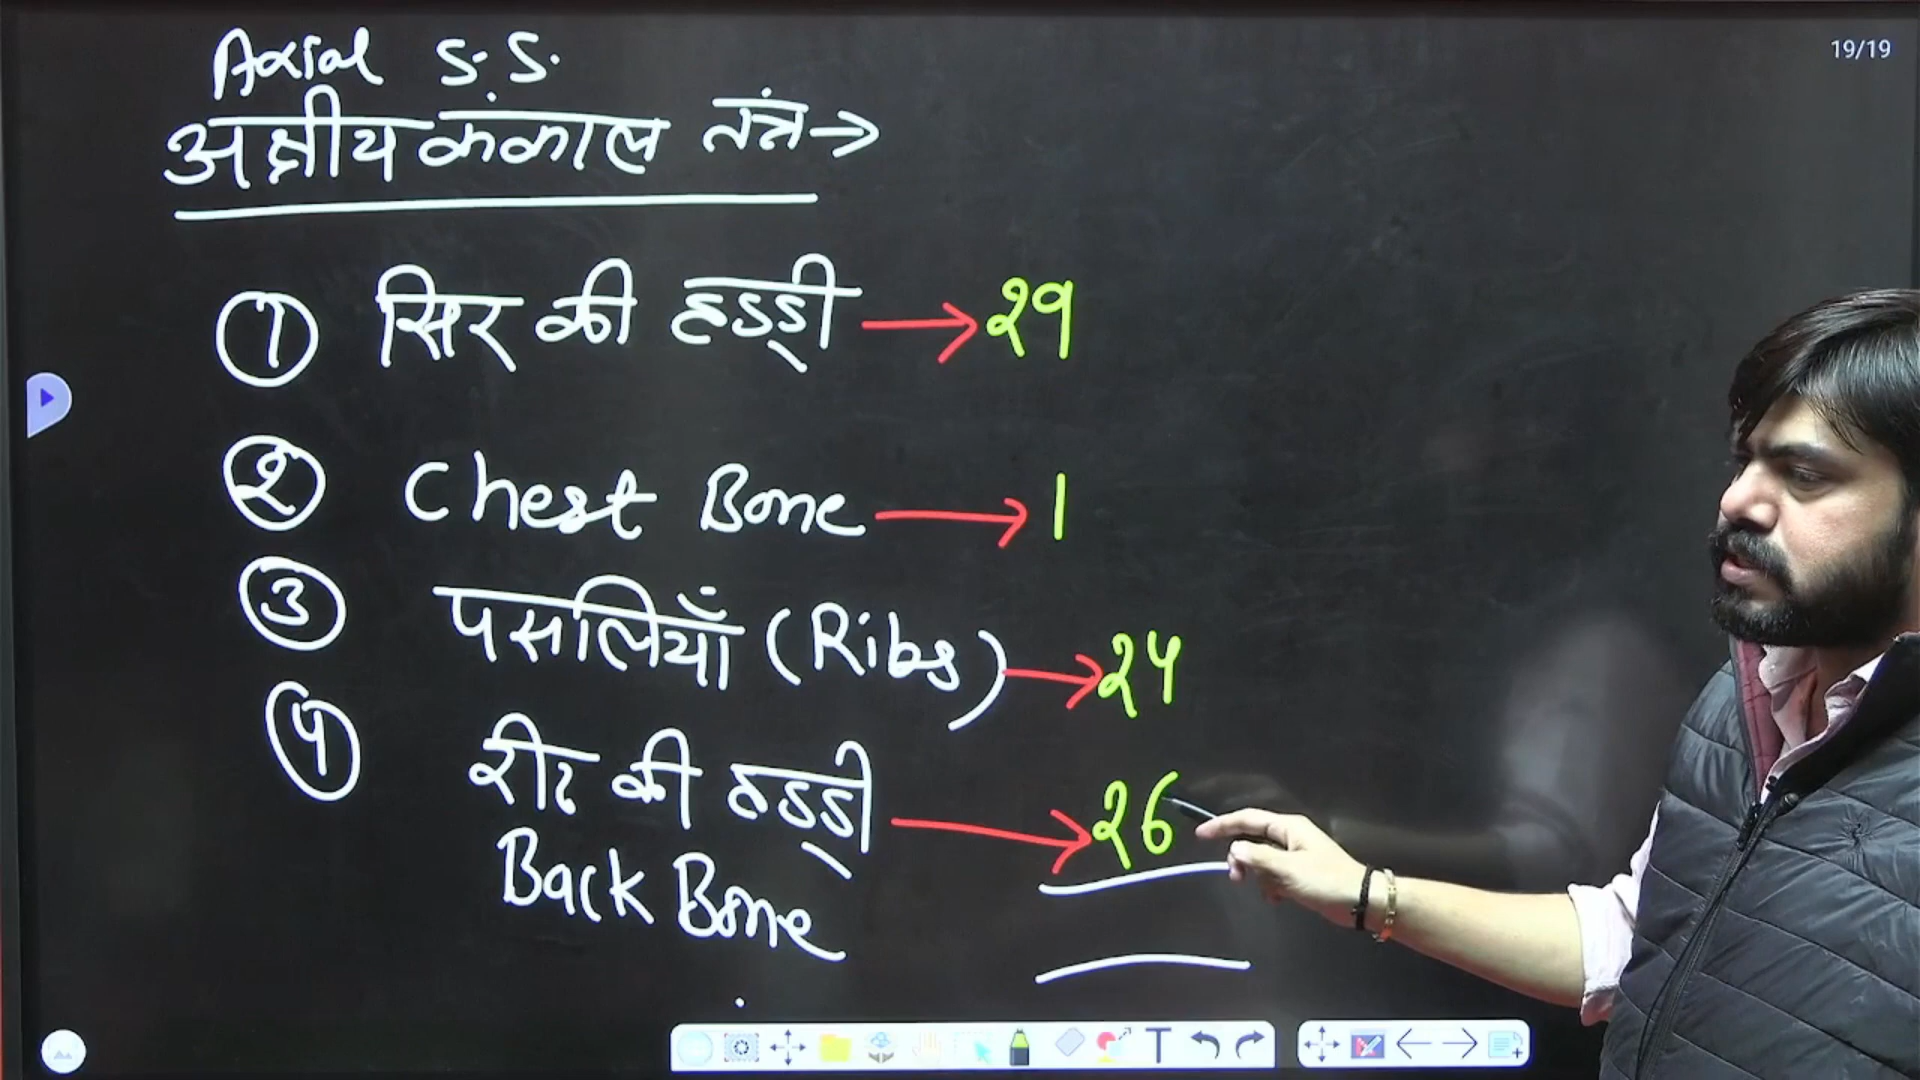 19/19
Axial S.S.
अक्षीय कंकाल तंत्र→
① सिर की हड्डी → 29
② Chest Bone → 1
③ पसलियाँ (Ribs) → 24
④ रीढ की हड्डी → 26
Back Bone
T